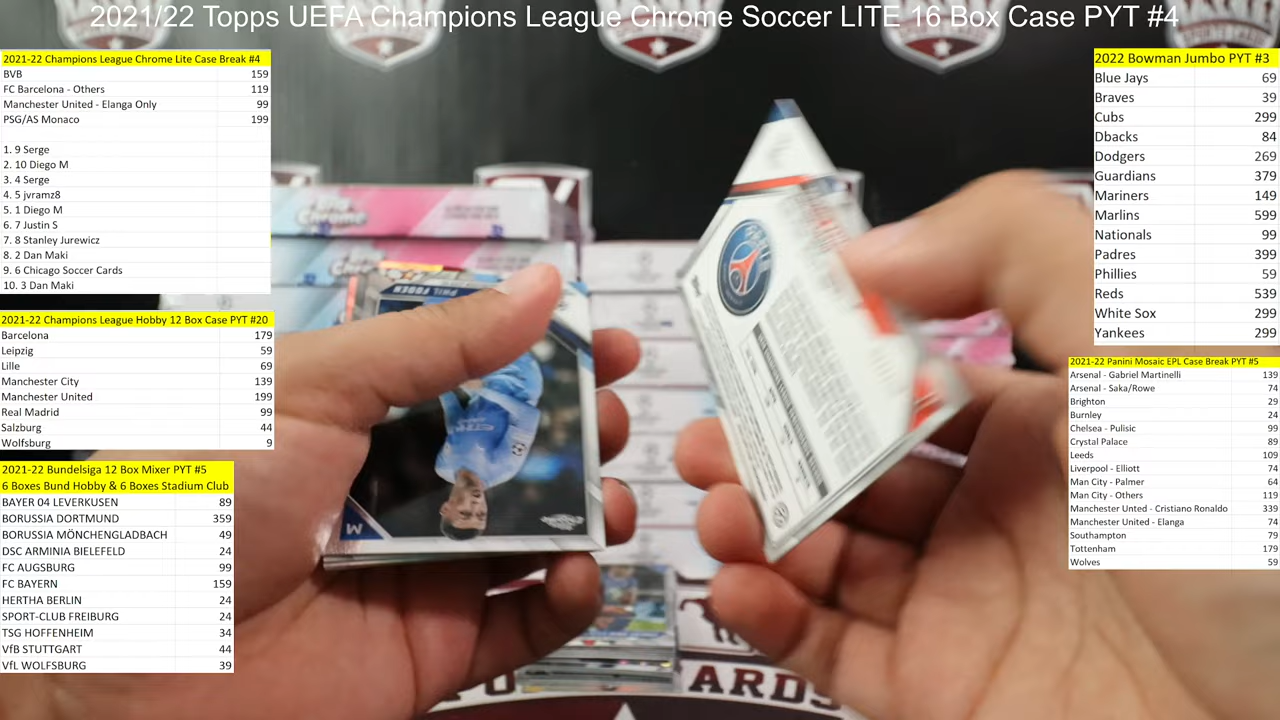 2021/22 Topps UEFA Champions League Chrome Soccer LITE 16 Box Case PYT #4
2021-22 Champions League Chrome Lite Case Break #4
BVB 159
FC Barcelona - Others 119
Manchester United - Elanga Only 99
PSG/AS Monaco 199
1. 9 Serge
2. 10 Diego M
3. 4 Serge
4. 5 jvramz8
5. 1 Diego M
6. 7 Justin S
7. 8 Stanley Jurewicz
8. 2 Dan Maki
9. 6 Chicago Soccer Cards
10. 3 Dan Maki
2021-22 Champions League Hobby 12 Box Case PYT #20
Barcelona 179
Leipzig 59
Lille 69
Manchester City 139
Manchester United 199
Real Madrid 99
Salzburg 44
Wolfsburg 9
2021-22 Bundelsiga 12 Box Mixer PYT #5
6 Boxes Bund Hobby & 6 Boxes Stadium Club
BAYER 04 LEVERKUSEN 89
BORUSSIA DORTMUND 359
BORUSSIA MÖNCHENGLADBACH 49
DSC ARMINIA BIELEFELD 24
FC AUGSBURG 99
FC BAYERN 159
HERTHA BERLIN 24
SPORT-CLUB FREIBURG 24
TSG HOFFENHEIM 34
VfB STUTTGART 44
VfL WOLFSBURG 39
2022 Bowman Jumbo PYT #3
Blue Jays 69
Braves 39
Cubs 299
Dbacks 84
Dodgers 269
Guardians 379
Mariners 149
Marlins 599
Nationals 99
Padres 399
Phillies 59
Reds 539
White Sox 299
Yankees 299
2021-22 Panini Mosaic EPL Case Break PYT #5
Arsenal - Gabriel Martinelli 139
Arsenal - Saka/Rowe 74
Brighton 29
Burnley 24
Chelsea - Pulisic 99
Crystal Palace 89
Leeds 109
Liverpool - Elliott 74
Man City - Palmer 64
Man City - Others 119
Manchester Unted - Cristiano Ronaldo 339
Manchester United - Elanga 74
Southampton 79
Tottenham 179
Wolves 59
PHIL FODEN
M
Chrome
ARDS